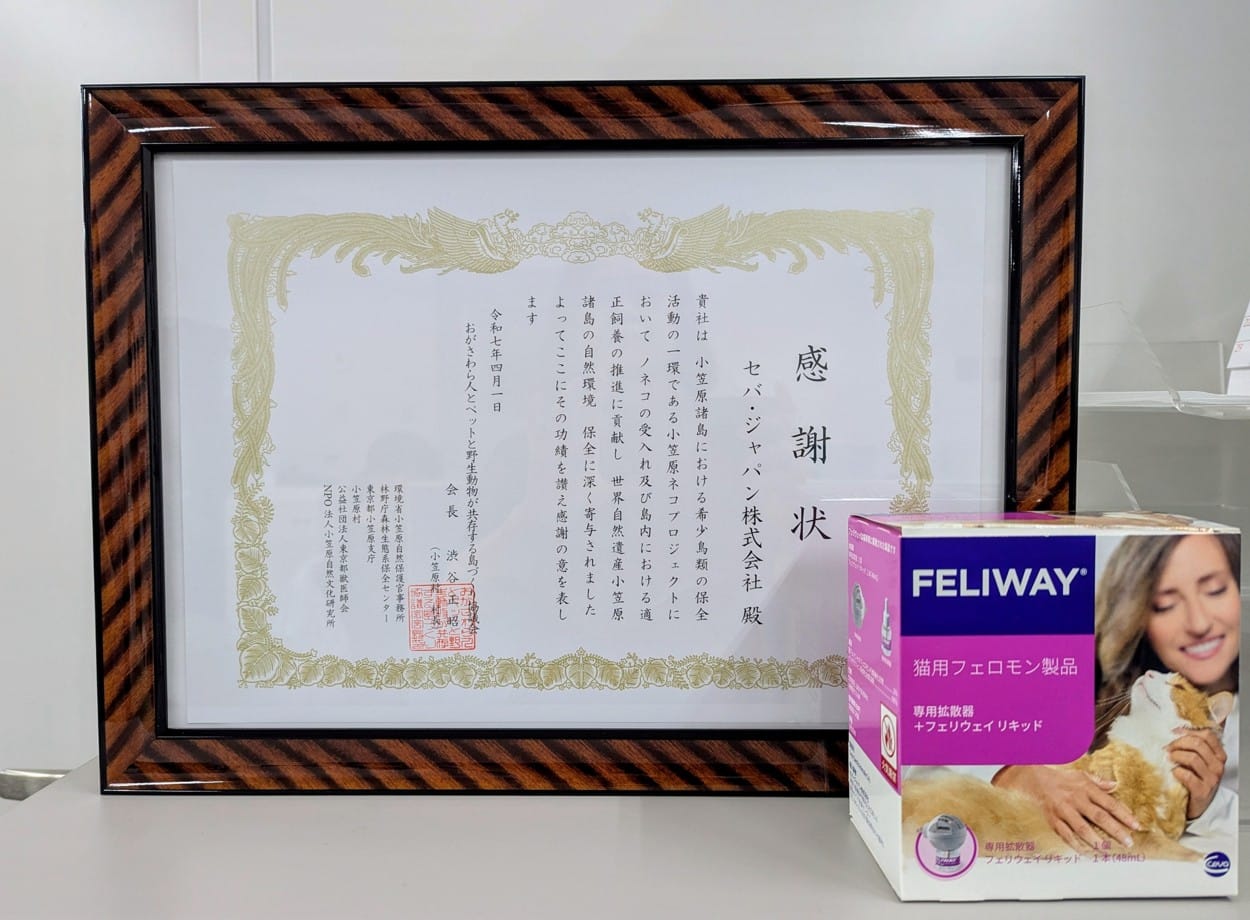 感謝状
セバ・ジャパン株式会社 殿
貴社は 小笠原諸島における希少鳥類の保全
活動の一環である小笠原ネコプロジェクトに
おいて ノネコの受入れ及び島内における適
正飼養の推進に貢献し 世界自然遺産小笠原
諸島の自然環境 保全に深く寄与されました
よってここにその功績を讃え感謝の意を表し
ます
令和七年四月一日
おがさわら人とペットと野生動物が共存する島づくり協議会
会長 渋谷正昭
(小笠原村 村長)
環境省小笠原自然保護官事務所
林野庁森林生態系保全センター
東京都小笠原支庁
小笠原村
公益社団法人東京都獣医師会
NPO法人小笠原自然文化研究所
FELIWAY®
猫用フェロモン製品
専用拡散器
+フェリウェイ リキッド
専用拡散器 1個
フェリウェイ リキッド 1本(48mL)
Ceva
火気厳禁